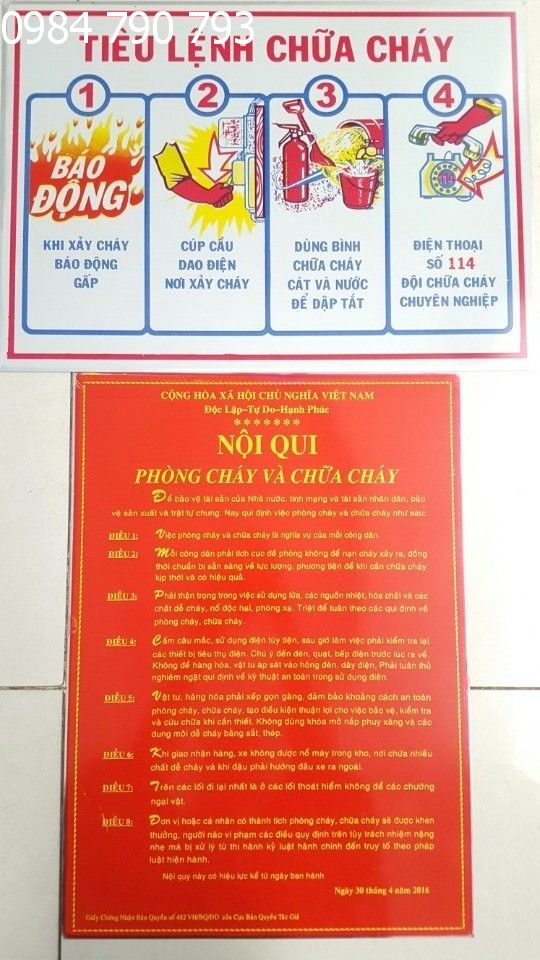 0984 790 793
TIÊU LỆNH CHỮA CHÁY
1
BÁO
ĐỘNG
KHI XẢY CHÁY
BÁO ĐỘNG
GẤP
2
CÚP CẦU
DAO ĐIỆN
NƠI XẢY CHÁY
3
DÙNG BÌNH
CHỮA CHÁY
CÁT VÀ NƯỚC
ĐỂ DẬP TẮT
4
114
ĐIỆN THOẠI
SỐ 114
ĐỘI CHỮA CHÁY
CHUYÊN NGHIỆP
CỘNG HÒA XÃ HỘI CHỦ NGHĨA VIỆT NAM
Độc Lập-Tự Do-Hạnh Phúc
*******
NỘI QUI
PHÒNG CHÁY VÀ CHỮA CHÁY
Để bảo vệ tài sản của Nhà nước, tính mạng và tài sản nhân dân, bảo
vệ sản xuất và trật tự chung. Nay qui định việc phòng cháy và chữa cháy như sau:
ĐIỀU 1: Việc phòng cháy và chữa cháy là nghĩa vụ của mỗi công dân.
ĐIỀU 2: Mỗi công dân phải tích cực đề phòng không để nạn cháy xảy ra, đồng
thời chuẩn bị sẵn sàng về lực lượng, phương tiện để khi cần chữa cháy
kịp thời và có hiệu quả.
ĐIỀU 3: Phải thận trọng trong việc sử dụng lửa, các nguồn nhiệt, hóa chất và các
chất dễ cháy, nổ độc hại, phóng xạ. Triệt để tuân theo các qui định về
phòng cháy, chữa cháy.
ĐIỀU 4: Cấm câu mắc, sử dụng điện tùy tiện, sau giờ làm việc phải kiểm tra lại
các thiết bị tiêu thụ điện. Chú ý đến đèn, quạt, bếp điện trước lúc ra về.
Không để hàng hóa, vật tư áp sát vào hông đèn, dây điện, Phải tuân thủ
nghiêm ngặt qui định về kỹ thuật an toàn trong sử dụng điện.
ĐIỀU 5: Vật tư, hàng hóa phải xếp gọn gàng, đảm bảo khoảng cách an toàn
phòng cháy, chữa cháy, tạo điều kiện thuận lợi cho việc bảo vệ, kiểm tra
và cứu chữa khi cần thiết. Không dùng khóa mở nắp phuy xăng và các
dung môi dễ cháy bằng sắt, thép.
ĐIỀU 6: Khi giao nhận hàng, xe không được nổ máy trong kho, nơi chứa nhiều
chất dễ cháy và khi đậu phải hướng đầu xe ra ngoài.
ĐIỀU 7: Trên các lối đi lại nhất là ở các lối thoát hiểm không để các chướng
ngại vật.
ĐIỀU 8: Đơn vị hoặc cá nhân có thành tích phòng cháy, chữa cháy sẽ được khen
thưởng, người nào vi phạm các điều quy định trên tùy trách nhiệm nặng
nhẹ mà bị xử lý từ thi hành kỷ luật hành chính đến truy tố theo pháp
luật hiện hành.
Nội quy này có hiệu lực kể từ ngày ban hành
Ngày 30 tháng 4 năm 2016
Giấy Chứng Nhận Bản Quyền số 482 VH/BQ/ĐD của Cục Bản Quyền Tác Giả